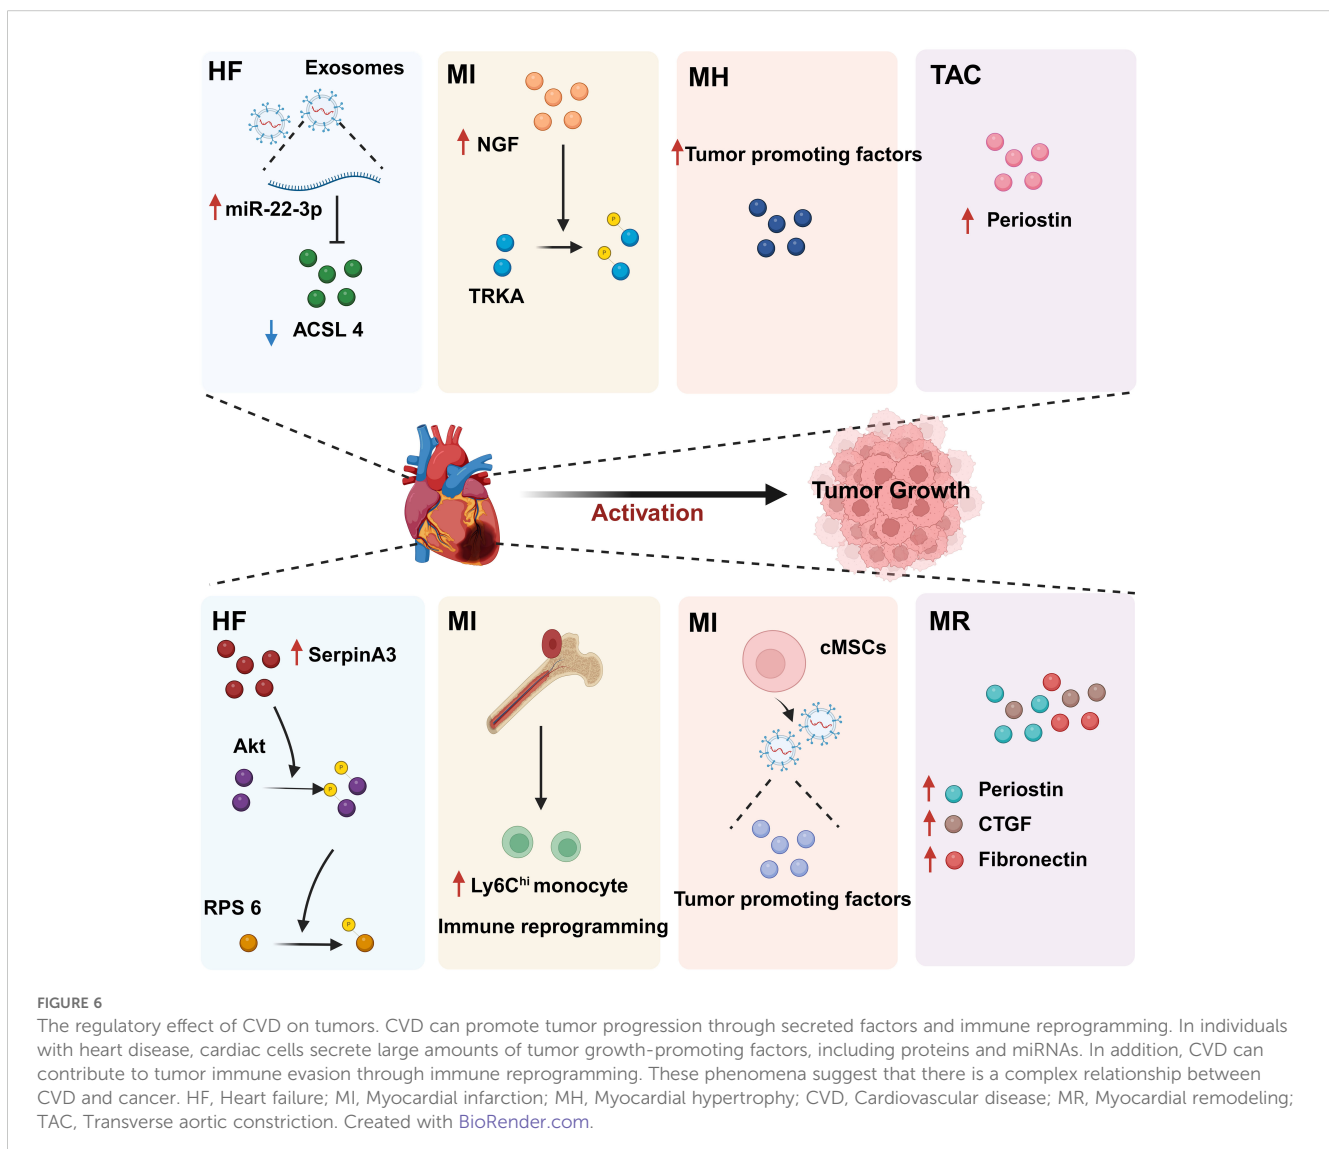 HF
Exosomes
miR-22-3p
ACSL 4
MI
NGF
P
P
TRKA
MH
Tumor promoting factors
TAC
Periostin
Activation
Tumor Growth
HF
SerpinA3
Akt
P
P
RPS 6
P
MI
Ly6Chi monocyte
Immune reprogramming
MI
cMSCs
Tumor promoting factors
MR
Periostin
CTGF
Fibronectin
FIGURE 6
The regulatory effect of CVD on tumors. CVD can promote tumor progression through secreted factors and immune reprogramming. In individuals
with heart disease, cardiac cells secrete large amounts of tumor growth-promoting factors, including proteins and miRNAs. In addition, CVD can
contribute to tumor immune evasion through immune reprogramming. These phenomena suggest that there is a complex relationship between
CVD and cancer. HF, Heart failure; MI, Myocardial infarction; MH, Myocardial hypertrophy; CVD, Cardiovascular disease; MR, Myocardial remodeling;
TAC, Transverse aortic constriction. Created with BioRender.com.